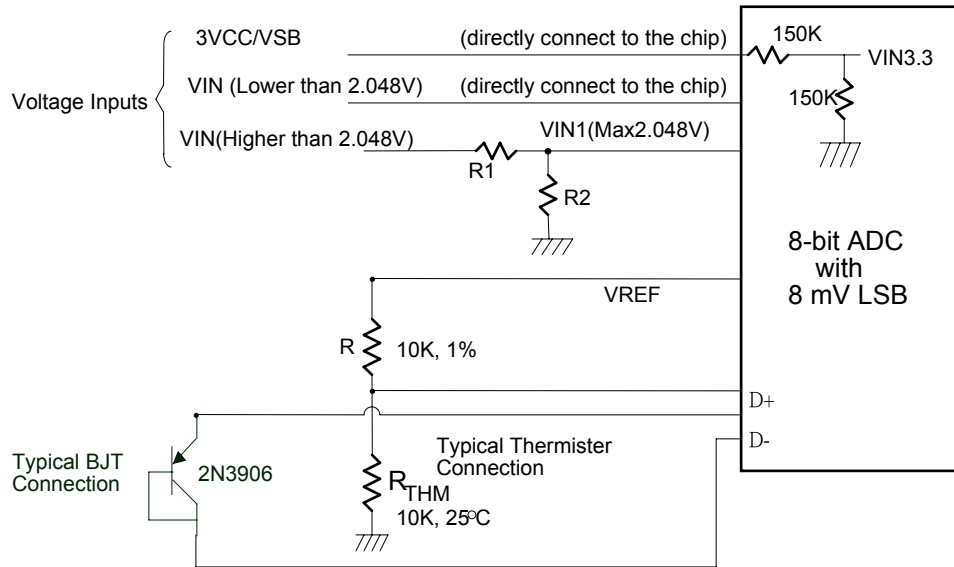 3VCC/VSB
(directly connect to the chip)
150K
VIN3.3
VIN (Lower than 2.048V)
(directly connect to the chip)
150K
Voltage Inputs
VIN(Higher than 2.048V)
VIN1(Max2.048V)
R1
R2
8-bit ADC
with
8 mV LSB
VREF
R
10K, 1%
D+
D-
Typical BJT
Connection
2N3906
Typical Thermister
Connection
RTHM
10K, 25°C